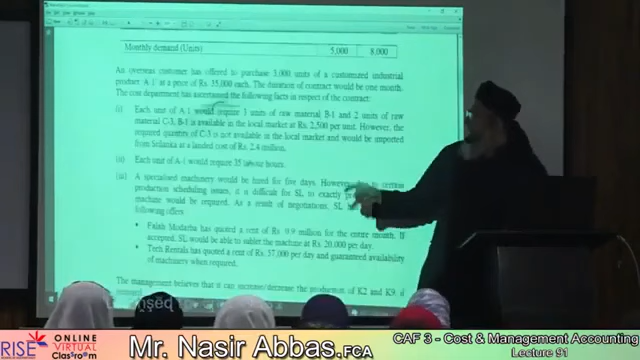 Monthly demand (Units) 5,000 8,000
An overseas customer has offered to purchase 3,000 units of a customized industrial
product A-1 at a price of Rs. 35,000 each. The duration of contract would be one month.
The cost department has ascertained the following facts in respect of the contract:
(i) Each unit of A-1 would require 3 units of raw material B-1 and 2 units of raw
material C-3. B-1 is available in the local market at Rs. 2,500 per unit. However, the
required quantity of C-3 is not available in the local market and would be imported
from Srilanka at a landed cost of Rs. 2.4 million.
(ii) Each unit of A-1 would require 35 labour hours.
(iii) A specialised machinery would be hired for five days. However, to certain
production scheduling issues, it is difficult for SL to exactly
machine would be required. As a result of negotiations, SL
following offers
• Falah Modarba has quoted a rent of Rs. 0.9 million for the entire month. If
accepted, SL would be able to sublet the machine at Rs. 20,000 per day.
• Tech Rentals has quoted a rent of Rs. 57,000 per day and guaranteed availability
of machinery when required.
The management believes that it can increase/decrease the production of K2 and K9, if
RISE ONLINE VIRTUAL Classroom
Mr. Nasir Abbas, FCA
CAF 3 - Cost & Management Accounting
Lecture 91